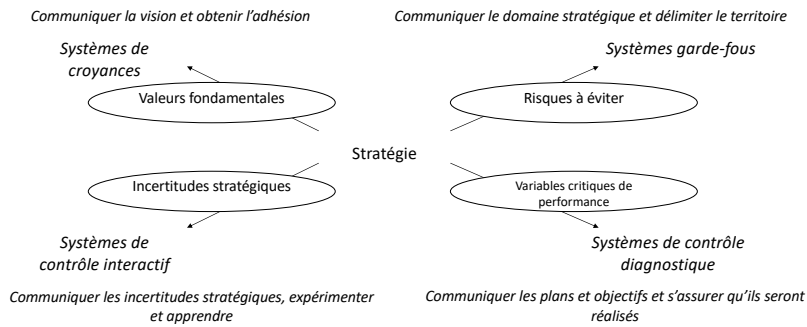 Communiquer la vision et obtenir l'adhésion
Communiquer le domaine stratégique et délimiter le territoire
Systèmes de
croyances
Systèmes garde-fous
Valeurs fondamentales
Risques à éviter
Stratégie
Incertitudes stratégiques
Variables critiques de
performance
Systèmes de
contrôle interactif
Systèmes de contrôle
diagnostique
Communiquer les incertitudes stratégiques, expérimenter
et apprendre
Communiquer les plans et objectifs et s'assurer qu'ils seront
réalisés